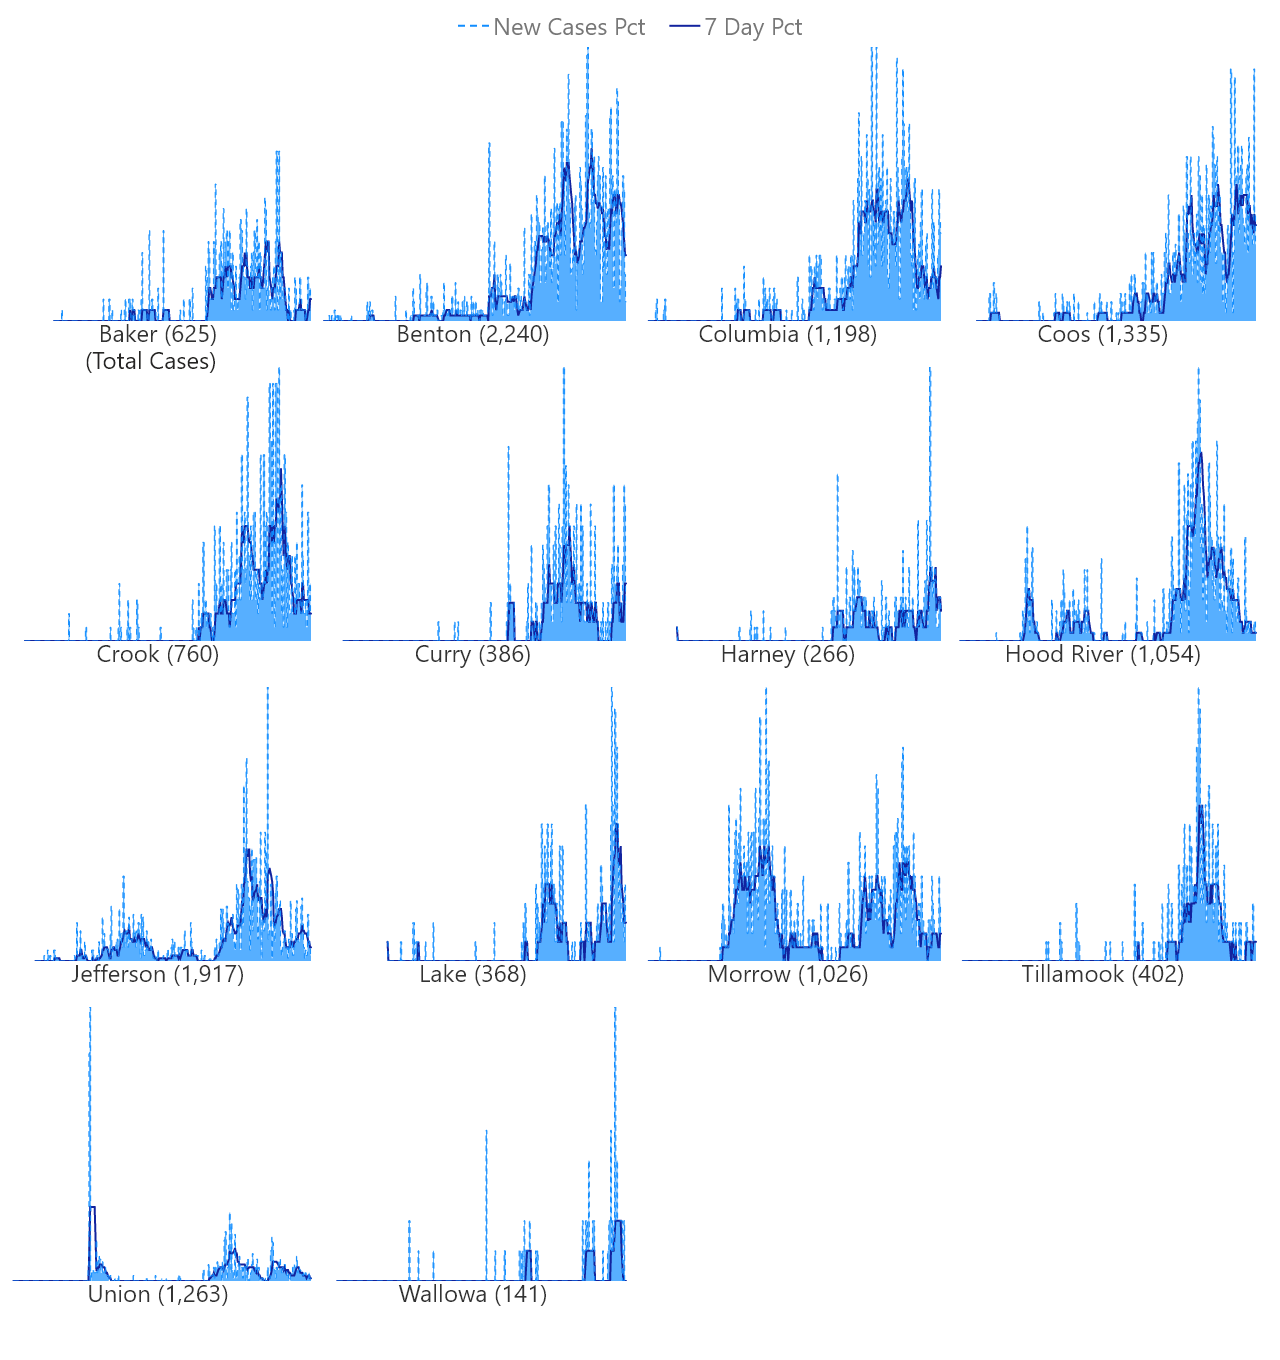 New Cases Pct 7 Day Pct
Baker (625) Benton (2,240) Columbia (1,198) Coos (1,335)
(Total Cases)
Crook (760) Curry (386) Harney (266) Hood River (1,054)
Jefferson (1,917) Lake (368) Morrow (1,026) Tillamook (402)
Union (1,263) Wallowa (141)